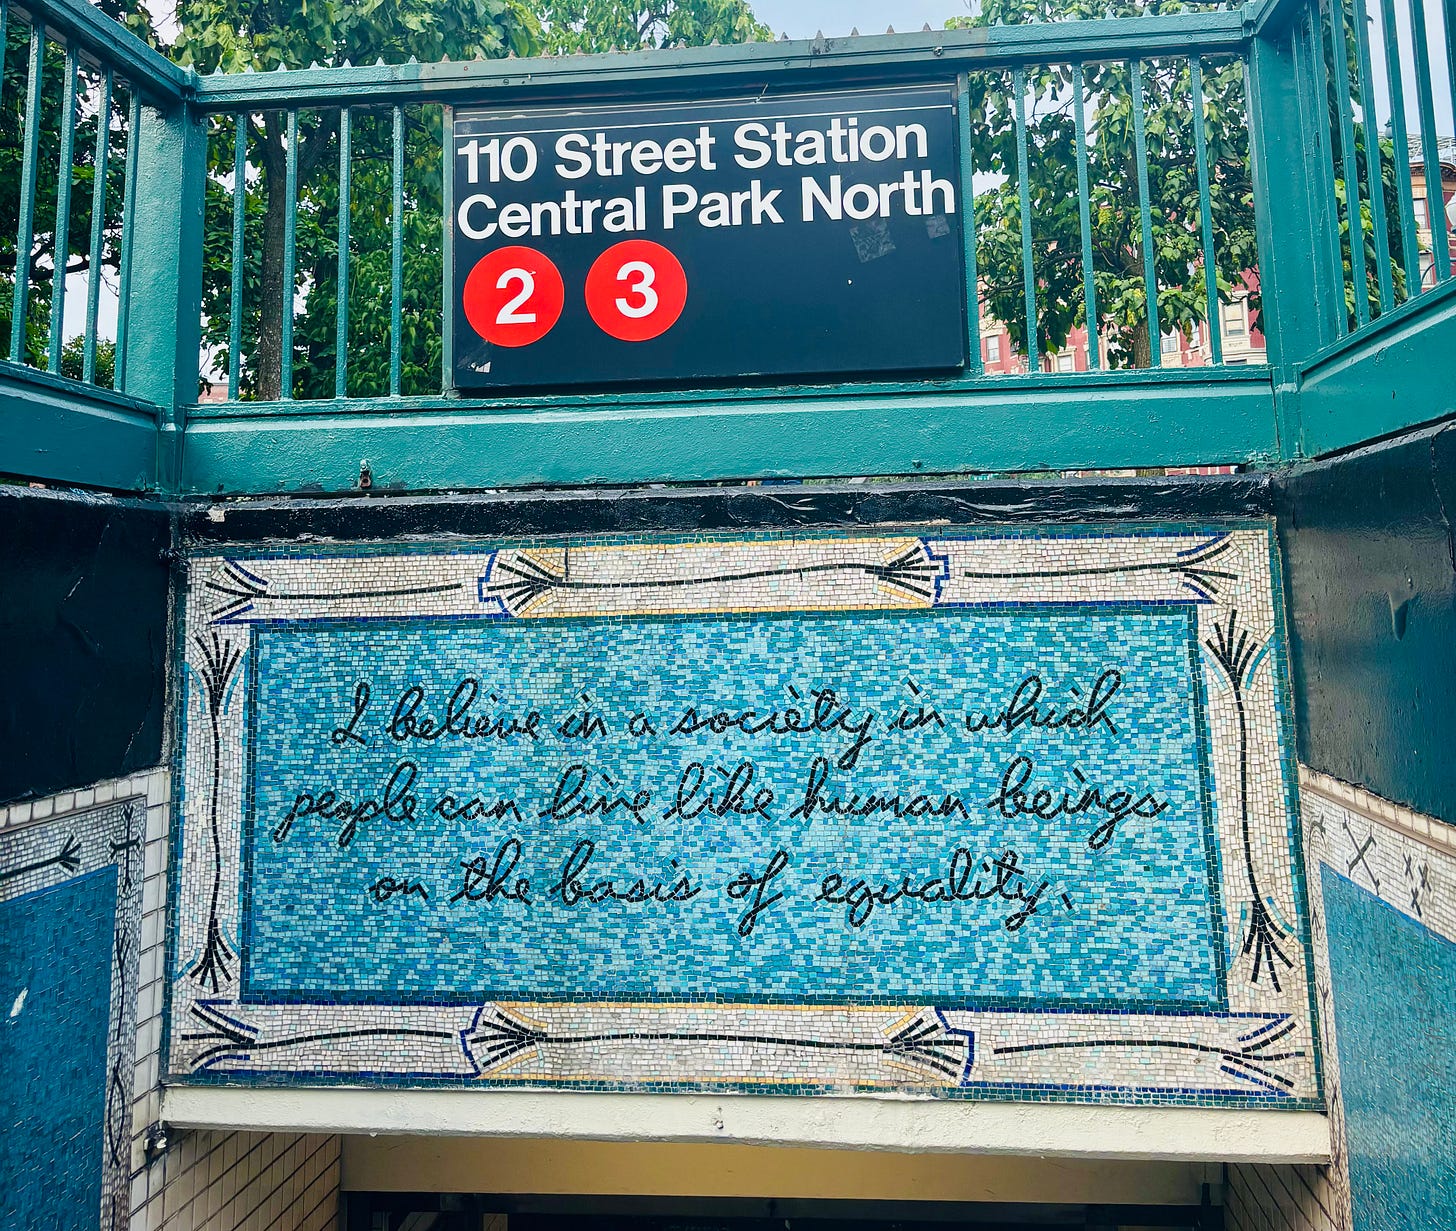 110 Street Station
Central Park North
2 3
I believe in a society in which
people can live like human beings
on the basis of equality.